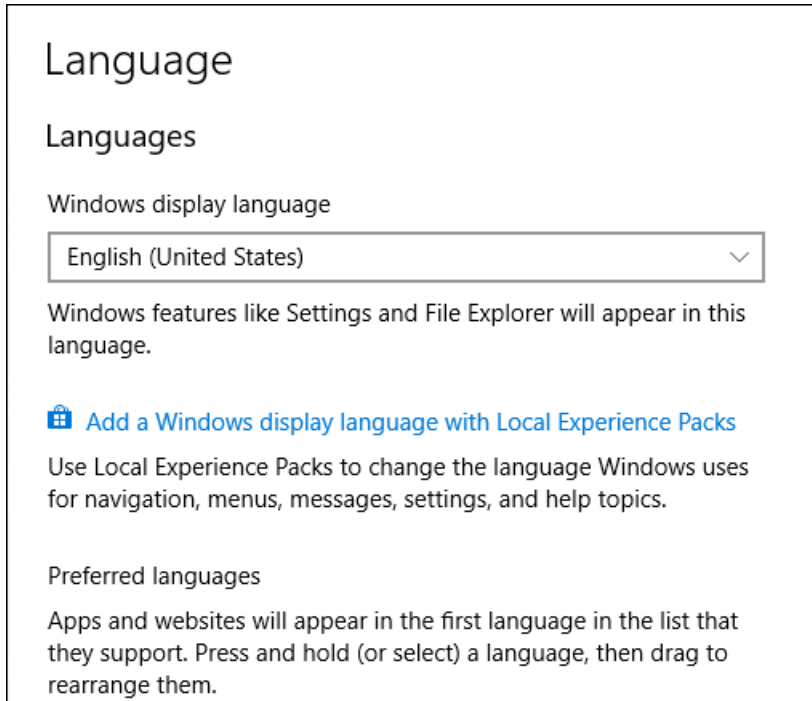 Language
Languages
Windows display language
English (United States)
Windows features like Settings and File Explorer will appear in this
language.
Add a Windows display language with Local Experience Packs
Use Local Experience Packs to change the language Windows uses
for navigation, menus, messages, settings, and help topics.
Preferred languages
Apps and websites will appear in the first language in the list that
they support. Press and hold (or select) a language, then drag to
rearrange them.